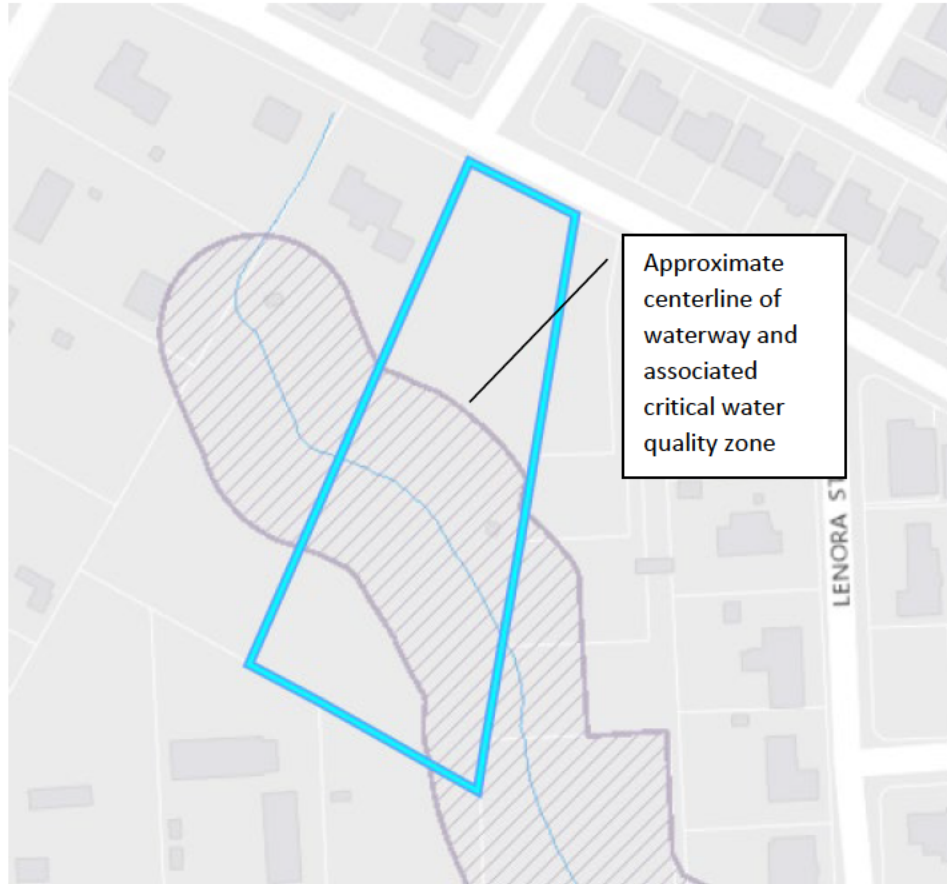 Approximate
centerline of
waterway and
associated
critical water
quality zone
LENORA ST